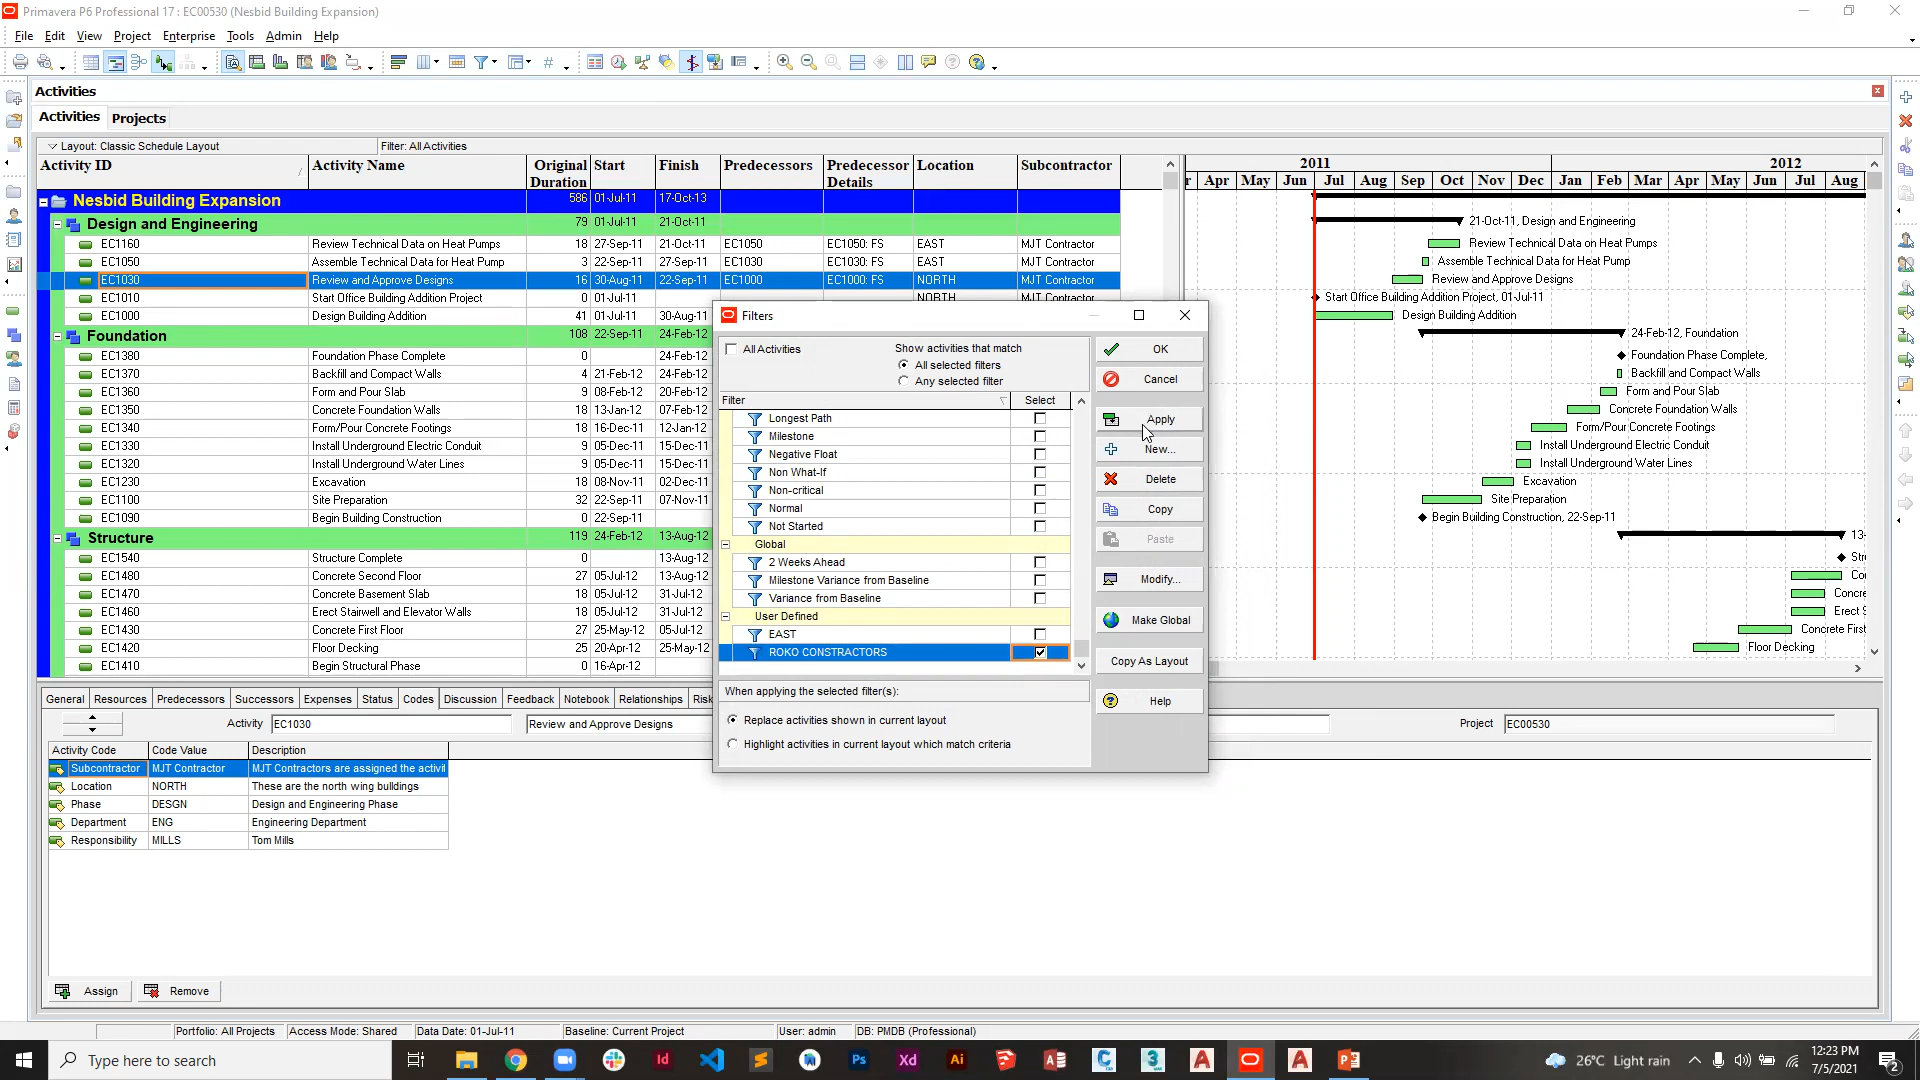 Primavera P6 Professional 17 : EC00530 (Nesbid Building Expansion)
File Edit View Project Enterprise Tools Admin Help
Activities
Activities Projects
Layout: Classic Schedule Layout Filter: All Activities
Activity ID Activity Name Original Duration Start Finish Predecessors Predecessor Details Location Subcontractor
2011 2012
Apr May Jun Jul Aug Sep Oct Nov Dec Jan Feb Mar Apr May Jun Jul Aug
Nesbid Building Expansion 586 01-Jul-11 17-Oct-13
Design and Engineering 79 01-Jul-11 21-Oct-11
21-Oct-11, Design and Engineering
EC1160 Review Technical Data on Heat Pumps 18 27-Sep-11 21-Oct-11 EC1050 EC1050: FS EAST MJT Contractor
Review Technical Data on Heat Pumps
EC1050 Assemble Technical Data for Heat Pump 3 22-Sep-11 27-Sep-11 EC1030 EC1030: FS EAST MJT Contractor
Assemble Technical Data for Heat Pump
EC1030 Review and Approve Designs 16 30-Aug-11 22-Sep-11 EC1000 EC1000: FS NORTH MJT Contractor
Review and Approve Designs
EC1010 Start Office Building Addition Project 0 01-Jul-11 NORTH MJT Contractor
Start Office Building Addition Project, 01-Jul-11
EC1000 Design Building Addition 41 01-Jul-11 30-Aug-11
Design Building Addition
Foundation 108 22-Sep-11 24-Feb-12
24-Feb-12, Foundation
EC1380 Foundation Phase Complete 0 24-Feb-12
Foundation Phase Complete,
EC1370 Backfill and Compact Walls 4 21-Feb-12 24-Feb-12
Backfill and Compact Walls
EC1360 Form and Pour Slab 9 08-Feb-12 20-Feb-12
Form and Pour Slab
EC1350 Concrete Foundation Walls 18 13-Jan-12 07-Feb-12
Concrete Foundation Walls
EC1340 Form/Pour Concrete Footings 18 16-Dec-11 12-Jan-12
Form/Pour Concrete Footings
EC1330 Install Underground Electric Conduit 9 05-Dec-11 15-Dec-11
Install Underground Electric Conduit
EC1320 Install Underground Water Lines 9 05-Dec-11 15-Dec-11
Install Underground Water Lines
EC1230 Excavation 18 08-Nov-11 02-Dec-11
Excavation
EC1100 Site Preparation 32 22-Sep-11 07-Nov-11
Site Preparation
EC1090 Begin Building Construction 0 22-Sep-11
Begin Building Construction, 22-Sep-11
Structure 119 24-Feb-12 13-Aug-12
13-
EC1540 Structure Complete 0 13-Aug-12
Str
EC1480 Concrete Second Floor 27 05-Jul-12 13-Aug-12
Co
EC1470 Concrete Basement Slab 18 05-Jul-12 31-Jul-12
Concre
EC1460 Erect Stairwell and Elevator Walls 18 05-Jul-12 31-Jul-12
Erect S
EC1430 Concrete First Floor 27 25-May-12 05-Jul-12
Concrete First
EC1420 Floor Decking 25 20-Apr-12 25-May-12
Floor Decking
EC1410 Begin Structural Phase 0 16-Apr-12
Filters
All Activities
Show activities that match
All selected filters
Any selected filter
Filter Select
Longest Path
Milestone
Negative Float
Non What-If
Non-critical
Normal
Not Started
Global
2 Weeks Ahead
Milestone Variance from Baseline
Variance from Baseline
User Defined
EAST
ROKO CONSTRACTORS
When applying the selected filter(s):
Replace activities shown in current layout
Highlight activities in current layout which match criteria
OK
Cancel
Apply
New...
Delete
Copy
Paste
Modify...
Make Global
Copy As Layout
Help
General Resources Predecessors Successors Expenses Status Codes Discussion Feedback Notebook Relationships Risk
Activity EC1030 Review and Approve Designs Project EC00530
Activity Code Code Value Description
Subcontractor MJT Contractor MJT Contractors are assigned the activit
Location NORTH These are the north wing bulldings
Phase DESGN Design and Engineering Phase
Department ENG Engineering Department
Responsibility MILLS Tom Mills
Assign Remove
Portfolio: All Projects Access Mode: Shared Data Date: 01-Jul-11 Baseline: Current Project User: admin DB: PMDB (Professional)
Type here to search
26°C Light rain
12:23 PM
7/5/2021
2